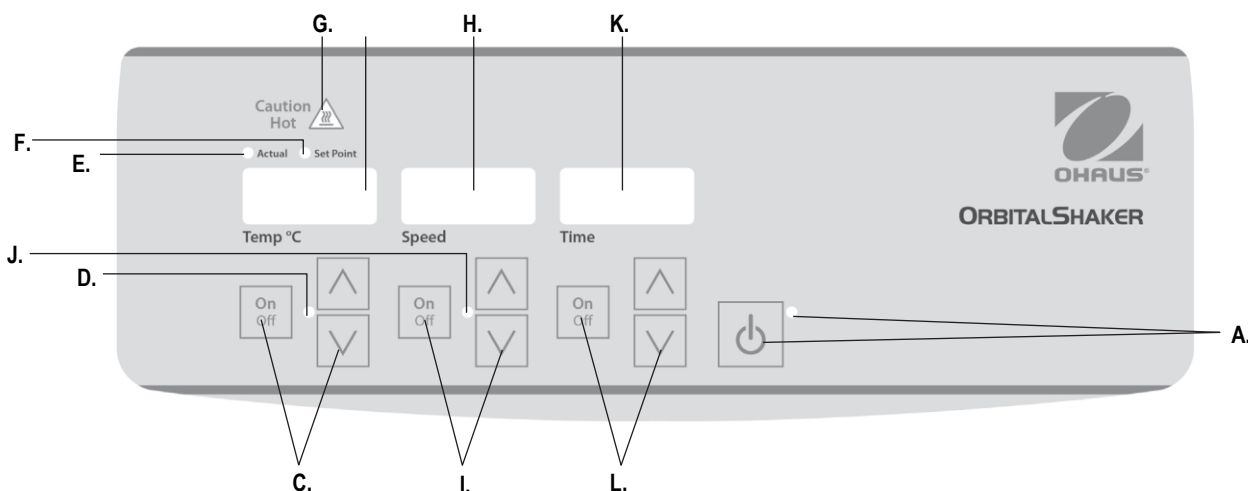 G.
H.
K.
Caution
Hot
F.
E.
Actual
Set Point
OHAUS®
ORBITALSHAKER
Temp °C
Speed
Time
J.
D.
On
Off
On
Off
On
Off
A.
C.
I.
L.